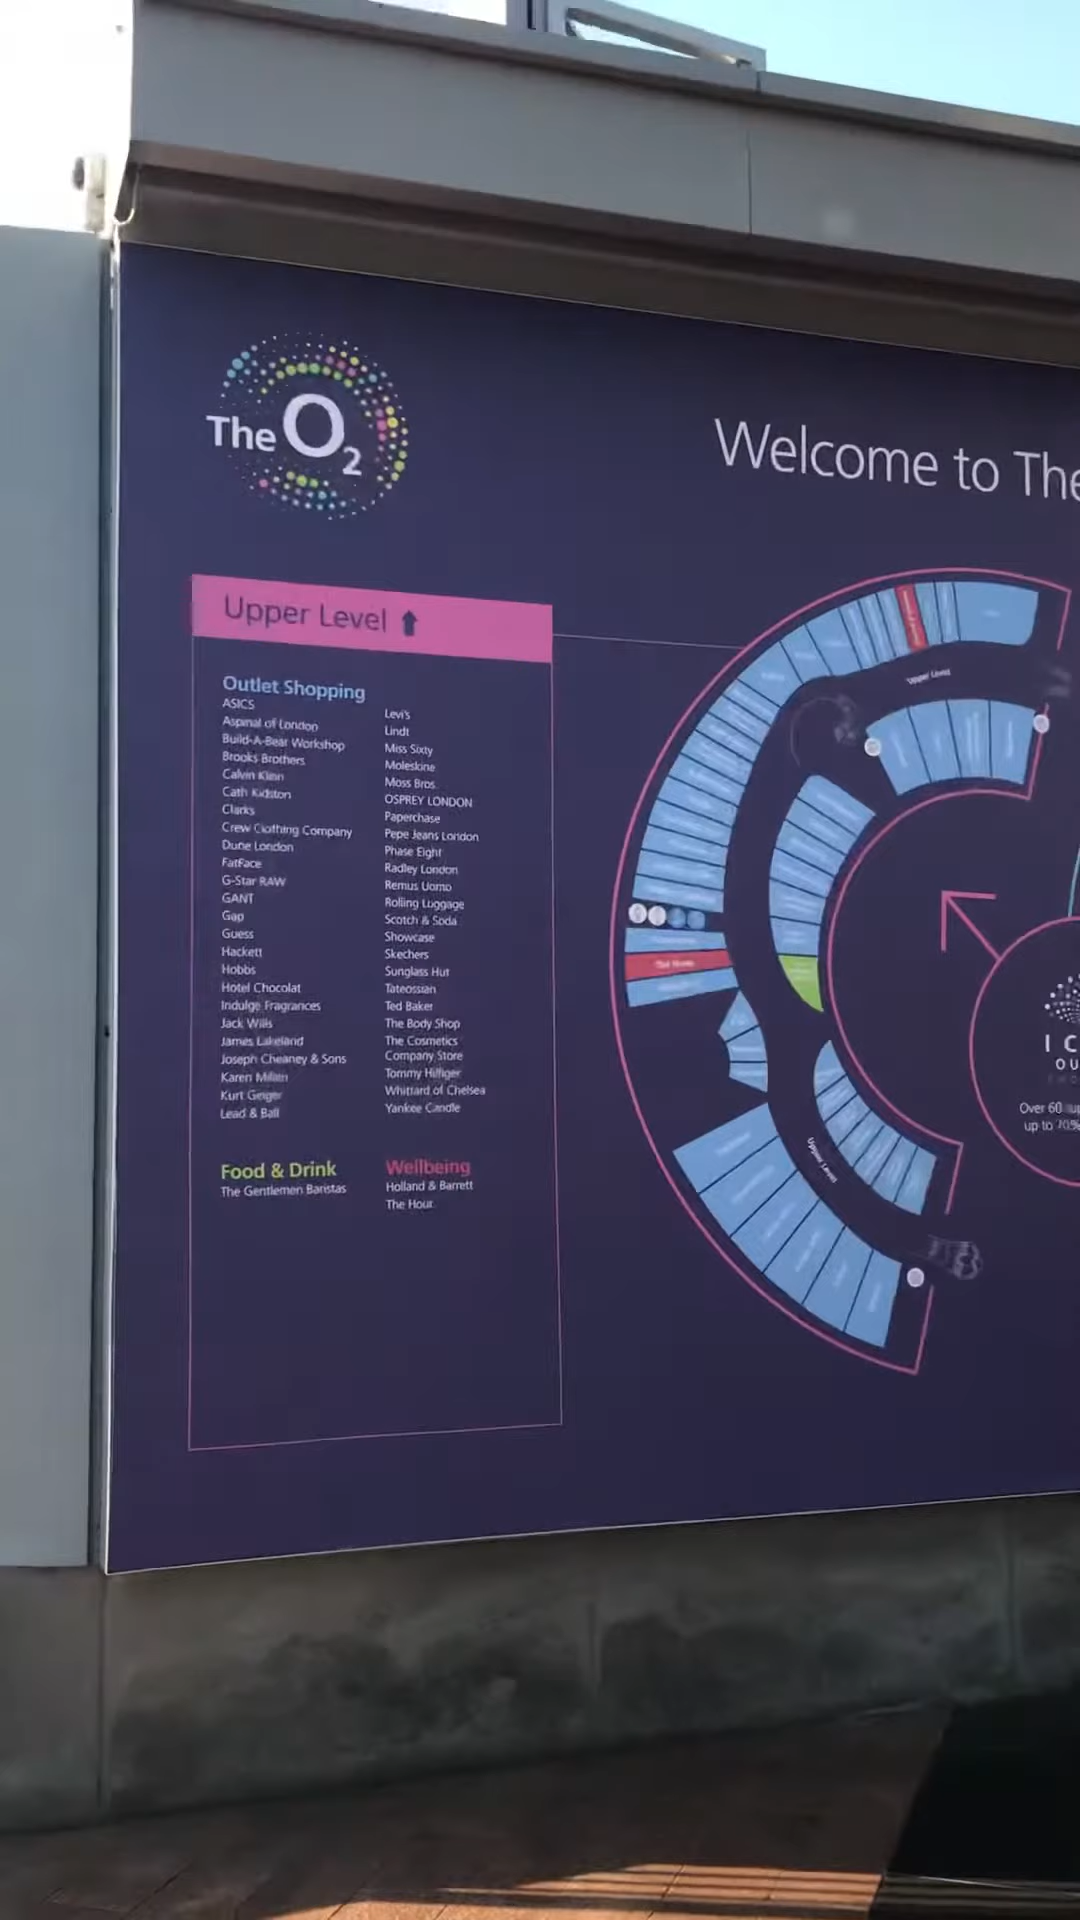 The O2
Welcome to The
Upper Level
Outlet Shopping
ASICS
Aspinal of London
Build-A-Bear Workshop
Brooks Brothers
Calvin Klein
Cath Kidston
Clarks
Crew Clothing Company
Dune London
FatFace
G-Star RAW
GANT
Gap
Guess
Hackett
Hobbs
Hotel Chocolat
Indulge Fragrances
Jack Wills
James Lakeland
Joseph Cheaney & Sons
Karen Millen
Kurt Geiger
Lead & Ball
Levi's
Lindt
Miss Sixty
Moleskine
Moss Bros.
OSPREY LONDON
Paperchase
Pepe Jeans London
Phase Eight
Radley London
Remus Uomo
Rolling Luggage
Scotch & Soda
Showcase
Skechers
Sunglass Hut
Tateossian
Ted Baker
The Body Shop
The Cosmetics
Company Store
Tommy Hilfiger
Whittard of Chelsea
Yankee Candle
Food & Drink
The Gentlemen Baristas
Wellbeing
Holland & Barrett
The Hour
Upper Level
The Hour
Upper Level
I C
O U
Over 60
up to 70%